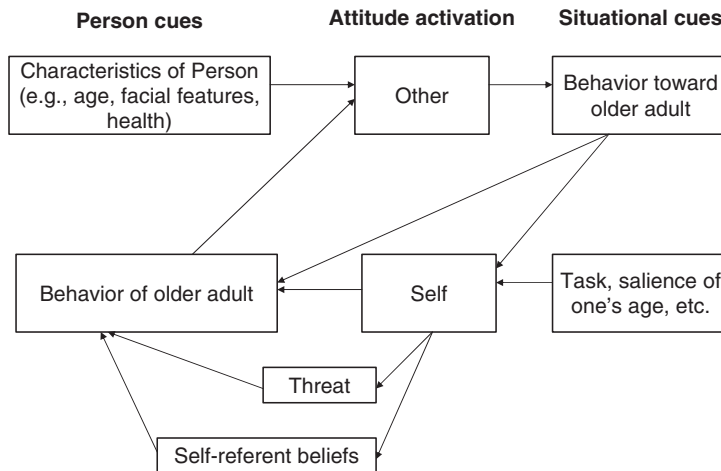 Person cues
Attitude activation
Situational cues
Characteristics of Person
(e.g., age, facial features,
health)
Other
Behavior toward
older adult
Behavior of older adult
Self
Task, salience of
one's age, etc.
Threat
Self-referent beliefs